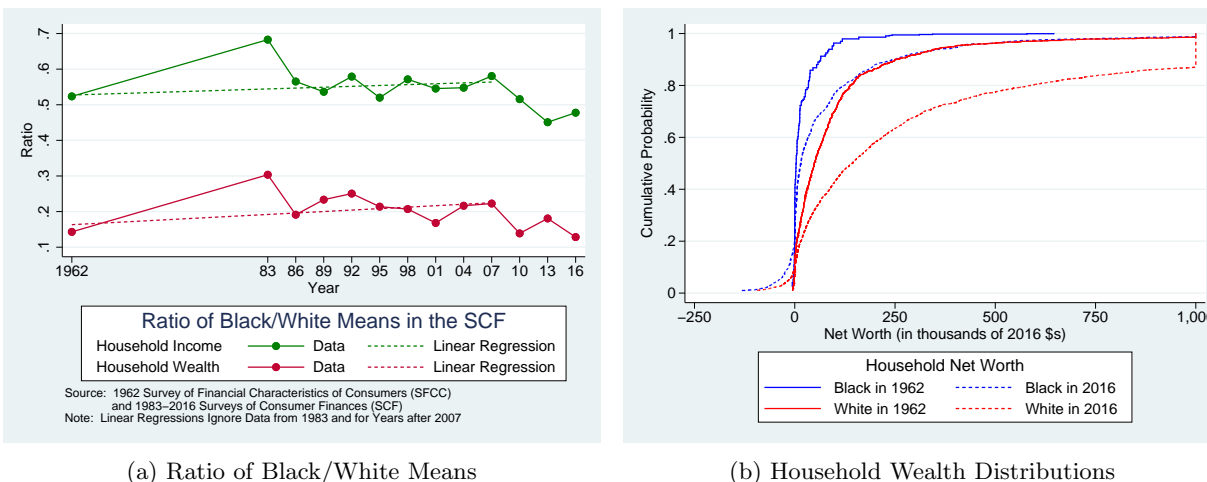 Ratio
.1 .2 .3 .4 .5 .6 .7
1962 83 86 89 92 95 98 01 04 07 10 13 16
Year
Ratio of Black/White Means in the SCF
Household Income Data Linear Regression
Household Wealth Data Linear Regression
Source: 1962 Survey of Financial Characteristics of Consumers (SFCC)
and 1983–2016 Surveys of Consumer Finances (SCF)
Note: Linear Regressions Ignore Data from 1983 and for Years after 2007
(a) Ratio of Black/White Means
Cumulative Probability
1
.8
.6
.4
.2
0
−250 0 250 500 750 1,00
Net Worth (in thousands of 2016 $s)
Household Net Worth
Black in 1962 Black in 2016
White in 1962 White in 2016
(b) Household Wealth Distributions